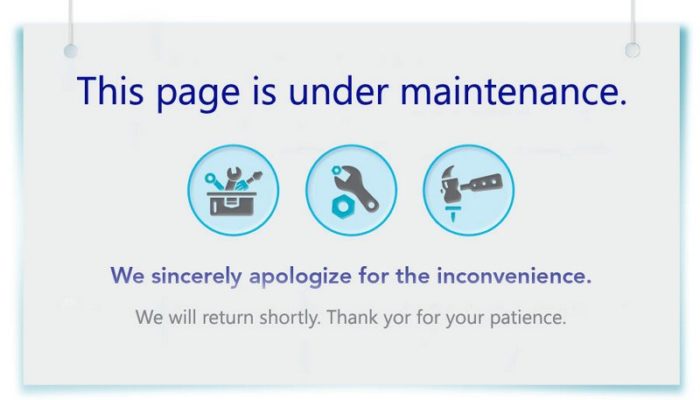 This page is under maintenance.
We sincerely apologize for the inconvenience.
We will return shortly. Thank yor for your patience.